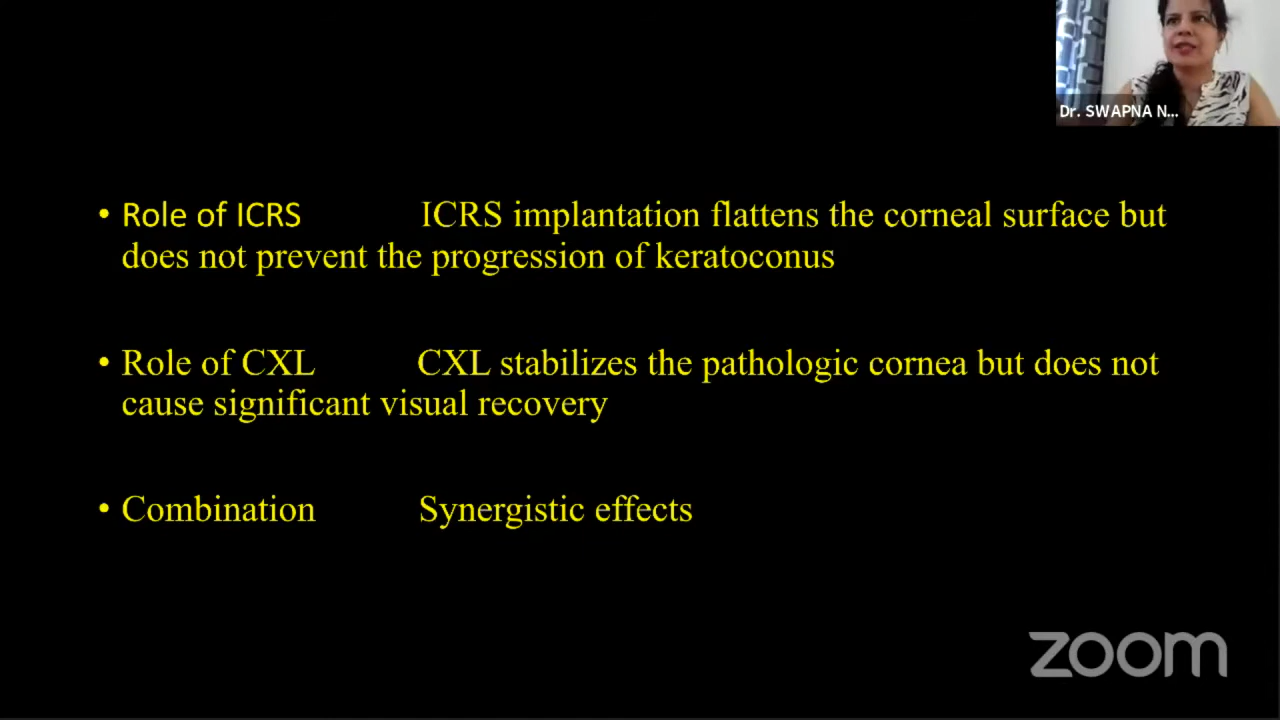 Dr. SWAPNA N...
• Role of ICRS ICRS implantation flattens the corneal surface but
does not prevent the progression of keratoconus
• Role of CXL CXL stabilizes the pathologic cornea but does not
cause significant visual recovery
• Combination Synergistic effects
zoom